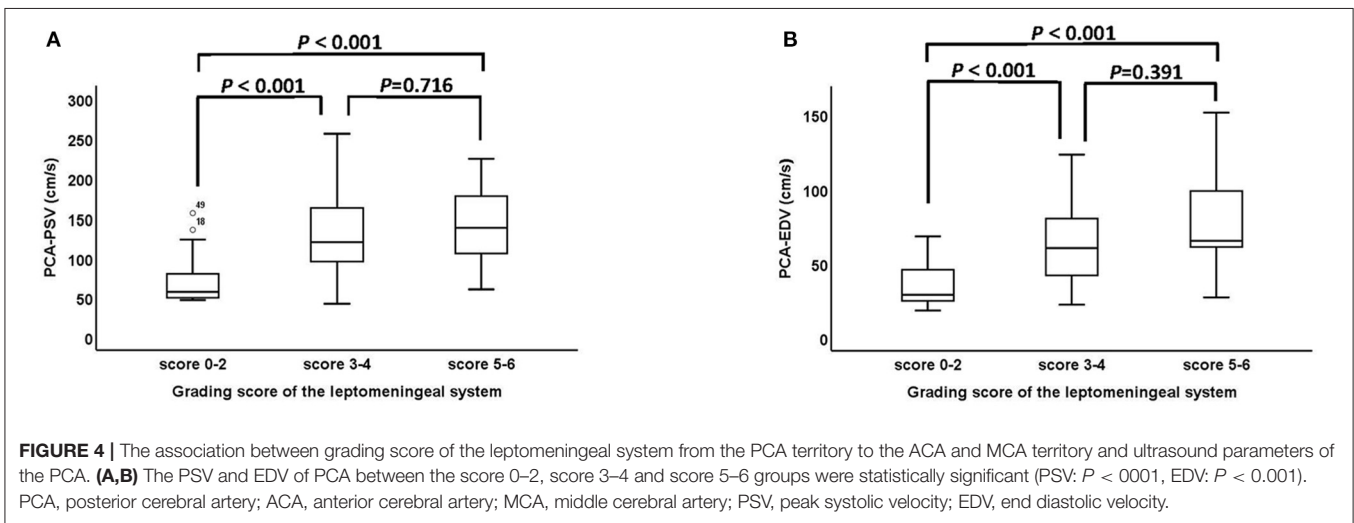 A
P < 0.001
P < 0.001
P=0.716
300
250
200
150
100
50
0
PCA-PSV (cm/s)
49
18
score 0-2
score 3-4
score 5-6
Grading score of the leptomeningeal system
B
P < 0.001
P < 0.001
P=0.391
150
100
50
0
PCA-EDV (cm/s)
score 0-2
score 3-4
score 5-6
Grading score of the leptomeningeal system
FIGURE 4 | The association between grading score of the leptomeningeal system from the PCA territory to the ACA and MCA territory and ultrasound parameters of
the PCA. (A,B) The PSV and EDV of PCA between the score 0–2, score 3–4 and score 5–6 groups were statistically significant (PSV: P < 0001, EDV: P < 0.001).
PCA, posterior cerebral artery; ACA, anterior cerebral artery; MCA, middle cerebral artery; PSV, peak systolic velocity; EDV, end diastolic velocity.